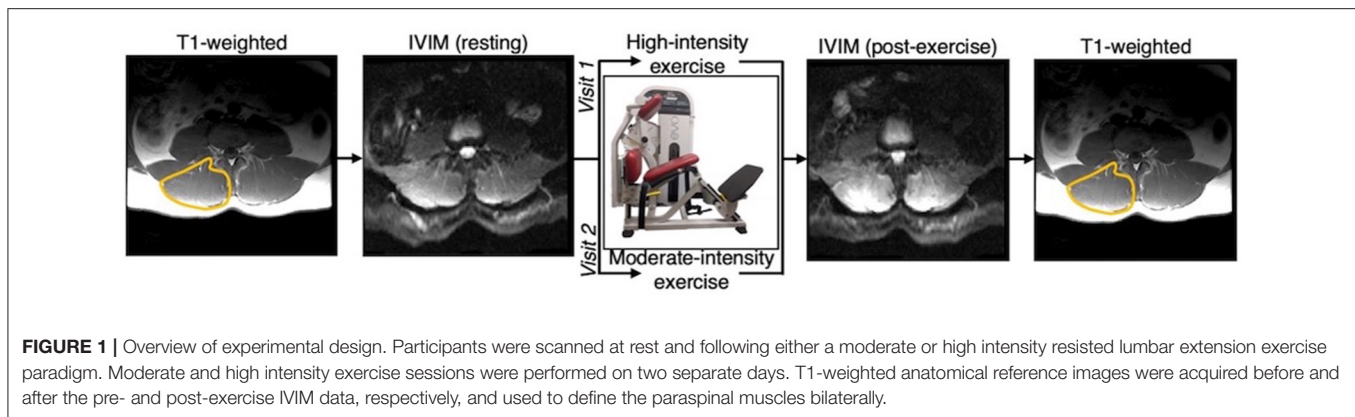 T1-weighted
IVIM (resting)
Visit 1
High-intensity
exercise
evo
Visit 2
Moderate-intensity
exercise
IVIM (post-exercise)
T1-weighted
FIGURE 1 | Overview of experimental design. Participants were scanned at rest and following either a moderate or high intensity resisted lumbar extension exercise
paradigm. Moderate and high intensity exercise sessions were performed on two separate days. T1-weighted anatomical reference images were acquired before and
after the pre- and post-exercise IVIM data, respectively, and used to define the paraspinal muscles bilaterally.